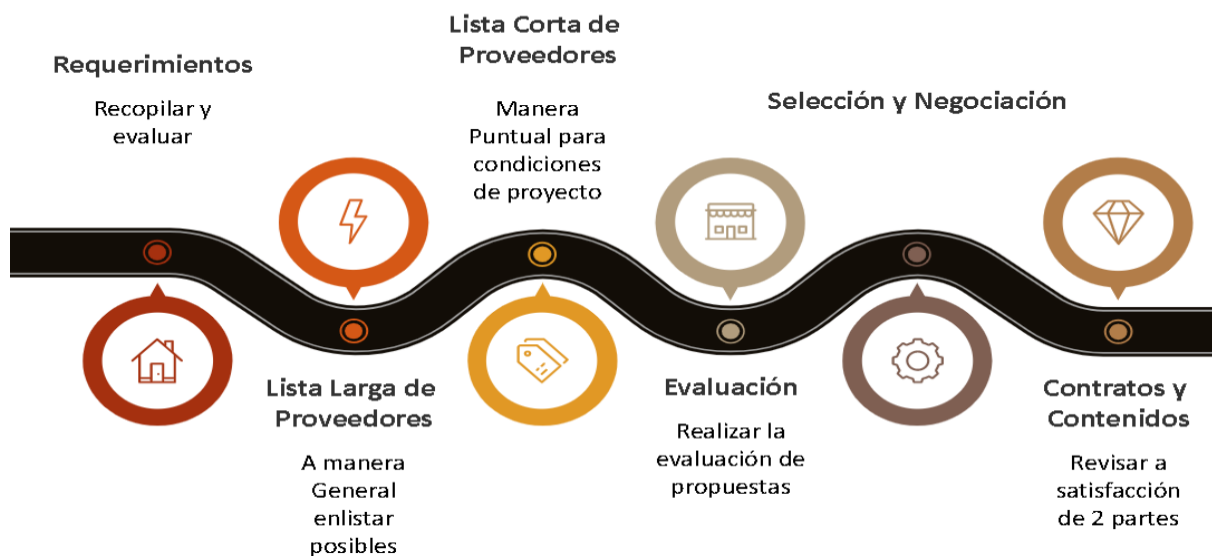 Requerimientos
Recopilar y
evaluar
Lista Larga de
Proveedores
A manera
General
enlistar
posibles
Lista Corta de
Proveedores
Manera
Puntual para
condiciones
de proyecto
Evaluación
Realizar la
evaluación de
propuestas
Selección y Negociación
Contratos y
Contenidos
Revisar a
satisfacción
de 2 partes